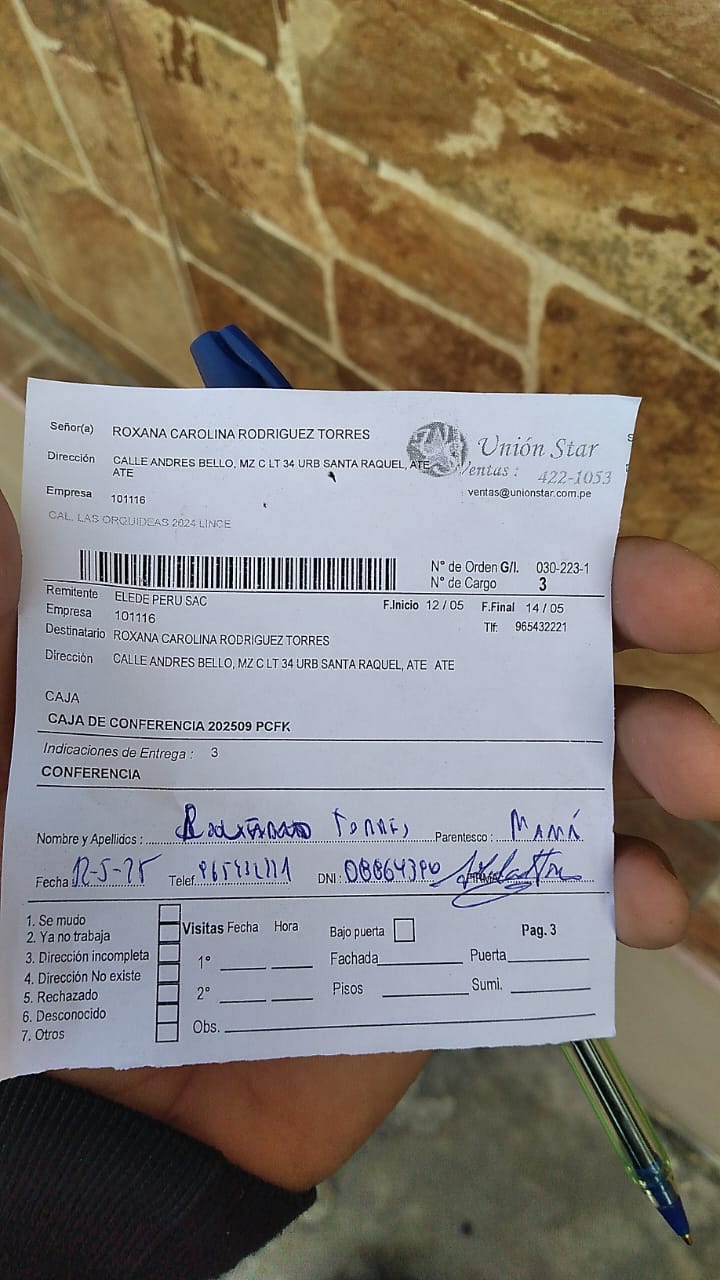 Señor(a) ROXANA CAROLINA RODRIGUEZ TORRES
Unión Star
Dirección CALLE ANDRES BELLO, MZ C LT 34 URB SANTA RAQUEL, ATE
ATE
Ventas : 422-1053
ventas@unionstar.com.pe
Empresa 101116
CAL. LAS ORQUIDEAS 2024 LINCE
N° de Orden G/I. 030-223-1
N° de Cargo 3
Remitente ELEDE PERU SAC
F.Inicio 12 / 05 F.Final 14 / 05
Empresa 101116
Tlf: 965432221
Destinatario ROXANA CAROLINA RODRIGUEZ TORRES
Dirección CALLE ANDRES BELLO, MZ C LT 34 URB SANTA RAQUEL, ATE ATE
CAJA
CAJA DE CONFERENCIA 202509 PCFK
Indicaciones de Entrega : 3
CONFERENCIA
Nombre y Apellidos : Torres Parentesco : Mamá
Fecha 12-5-25 Telef. DNI : FIRMA
1. Se mudo
2. Ya no trabaja
3. Dirección incompleta
4. Dirección No existe
5. Rechazado
6. Desconocido
7. Otros
Visitas Fecha Hora
1°
2°
Obs.
Bajo puerta
Pag. 3
Fachada Puerta
Pisos Sumi.